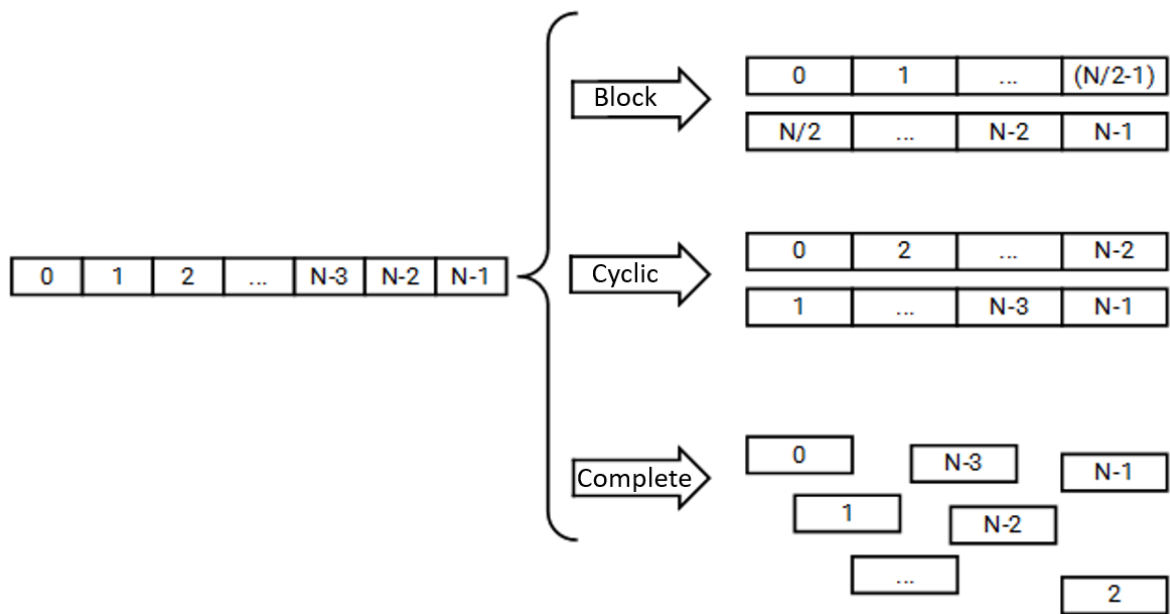 Block
0 1 ... (N/2-1)
N/2 ... N-2 N-1
0 1 2 ... N-3 N-2 N-1
Cyclic
0 2 ... N-2
1 ... N-3 N-1
Complete
0 N-3 N-1
1 N-2
... 2